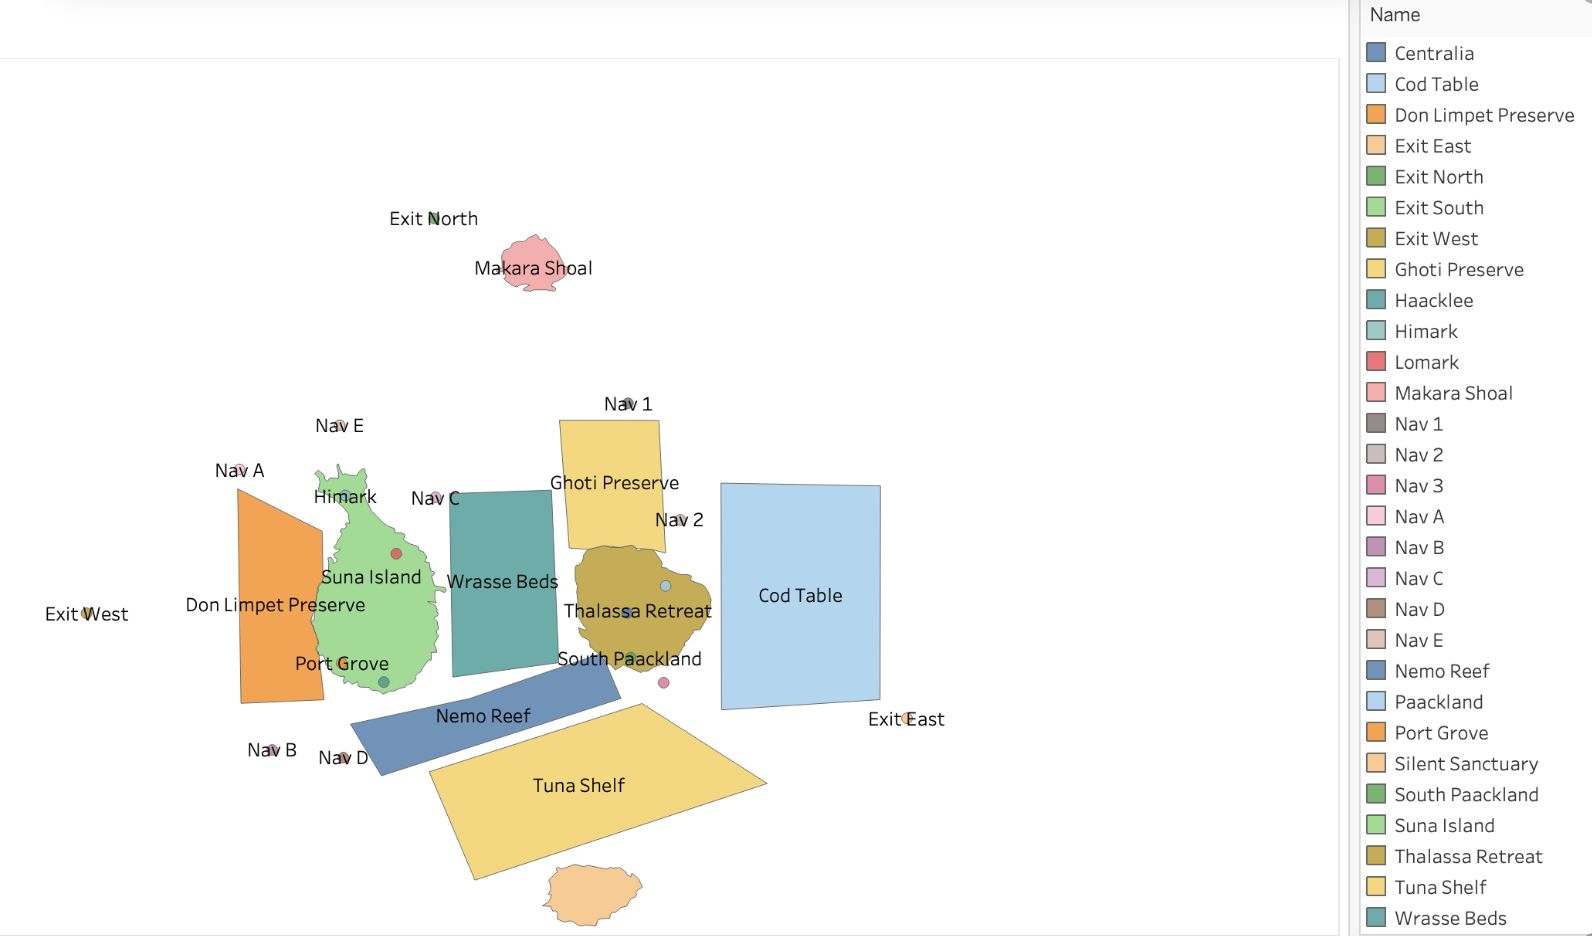 Exit North
Makara Shoal
Nav 1
Nav E
Nav A
Ghoti Preserve
Himark
Nav C
Nav 2
Suna Island
Wrasse Beds
Cod Table
Don Limpet Preserve
Thalassa Retreat
Exit West
South Paackland
Port Grove
Nemo Reef
Exit East
Nav B
Nav D
Tuna Shelf
Name
Centralia
Cod Table
Don Limpet Preserve
Exit East
Exit North
Exit South
Exit West
Ghoti Preserve
Haacklee
Himark
Lomark
Makara Shoal
Nav 1
Nav 2
Nav 3
Nav A
Nav B
Nav C
Nav D
Nav E
Nemo Reef
Paackland
Port Grove
Silent Sanctuary
South Paackland
Suna Island
Thalassa Retreat
Tuna Shelf
Wrasse Beds